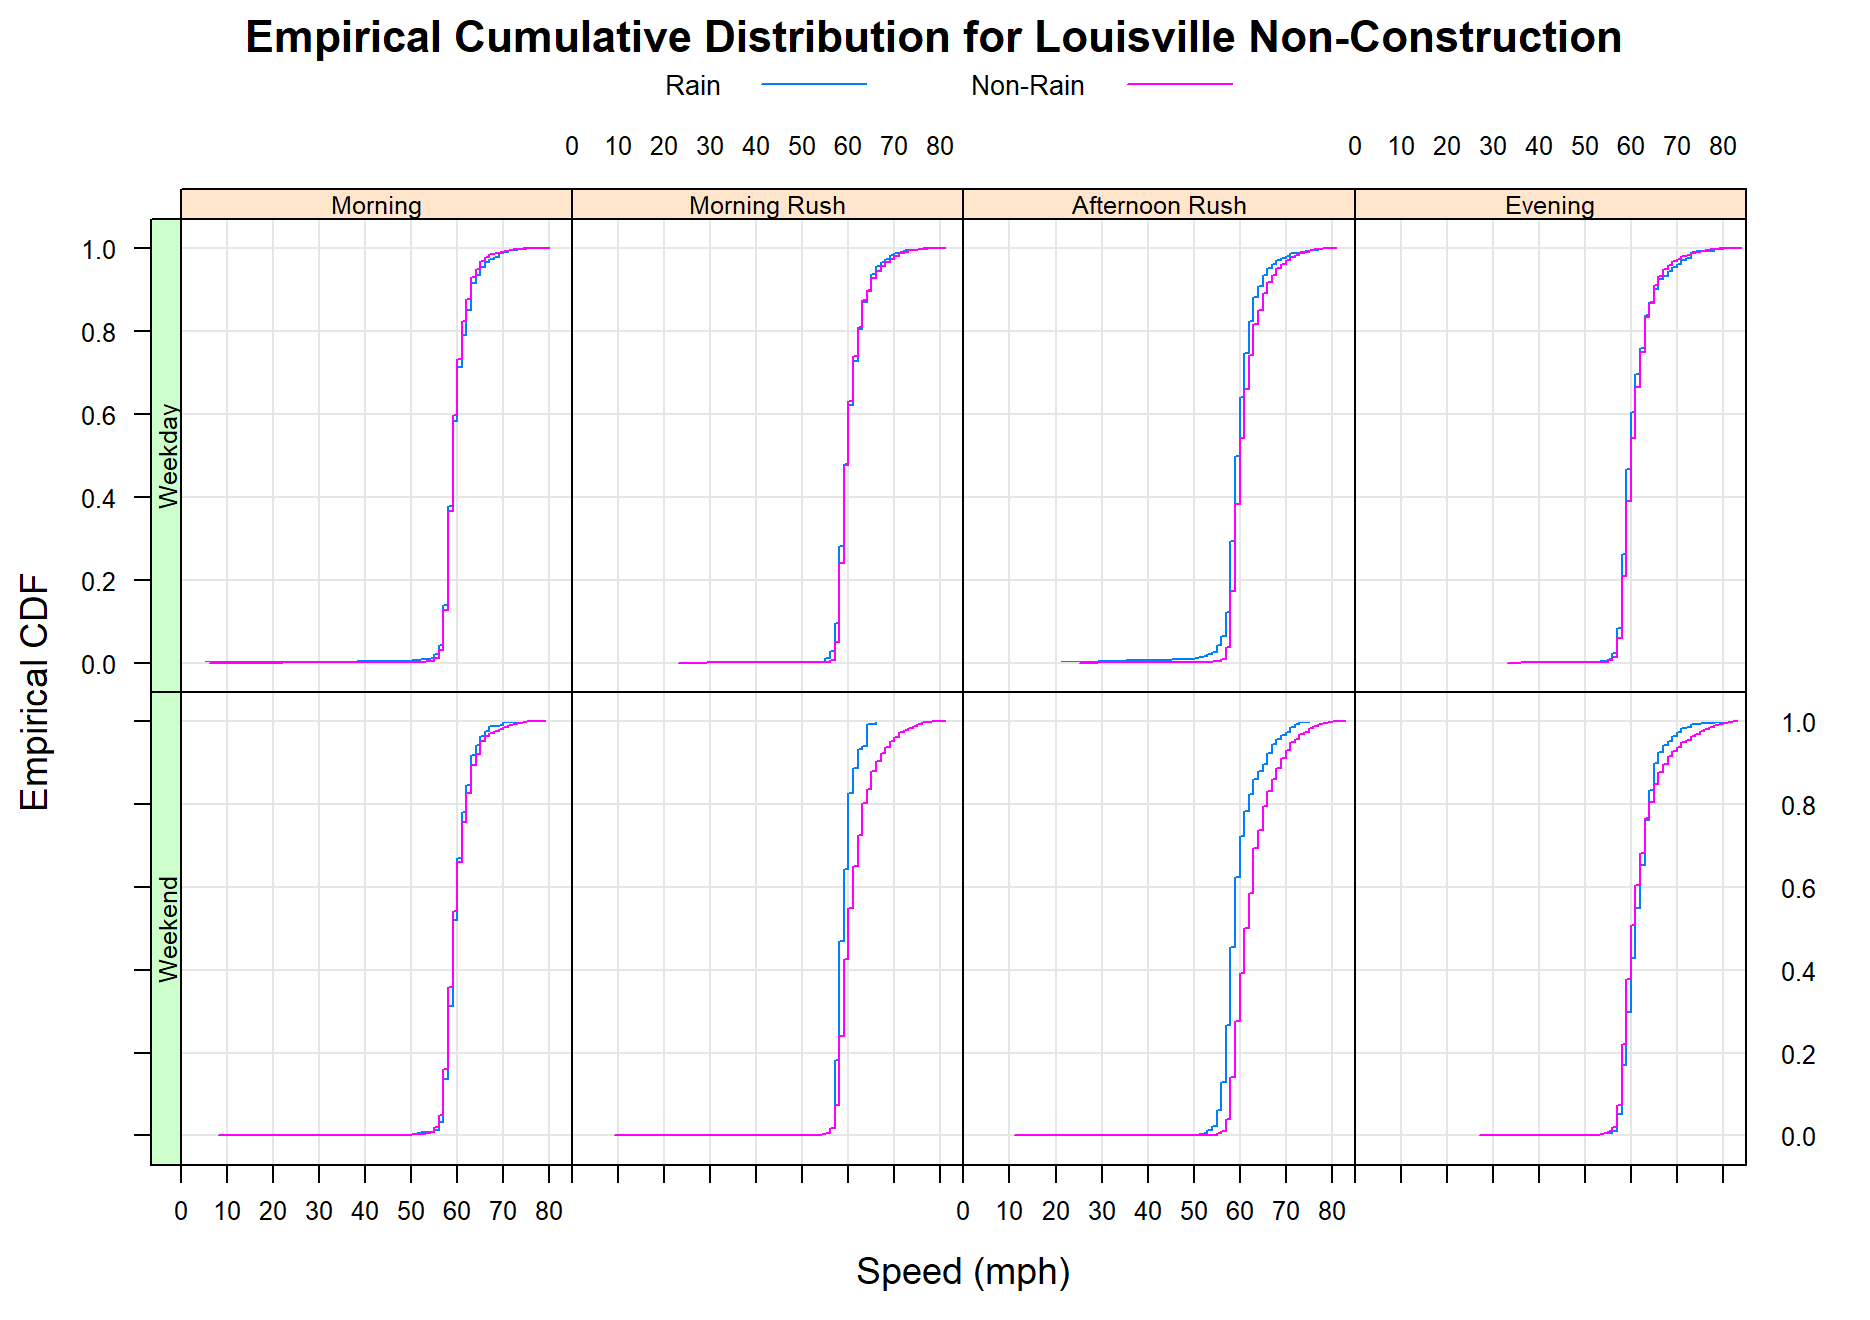 Empirical Cumulative Distribution for Louisville Non-Construction
Rain Non-Rain
0 10 20 30 40 50 60 70 80 0 10 20 30 40 50 60 70 80
Morning Morning Rush Afternoon Rush Evening
1.0
0.8
0.6
0.4
0.2
0.0
Weekday
Empirical CDF
Weekend
1.0
0.8
0.6
0.4
0.2
0.0
0 10 20 30 40 50 60 70 80 0 10 20 30 40 50 60 70 80
Speed (mph)